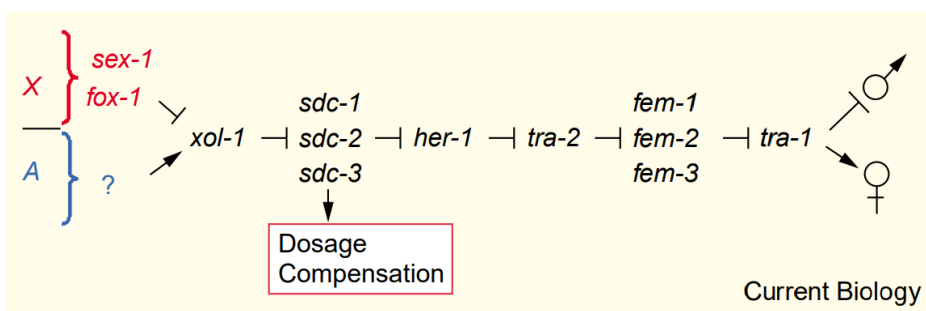 X
A
sex-1
fox-1
?
xol-1
sdc-1
sdc-2
sdc-3
her-1
tra-2
fem-1
fem-2
fem-3
tra-1
Dosage
Compensation
Current Biology